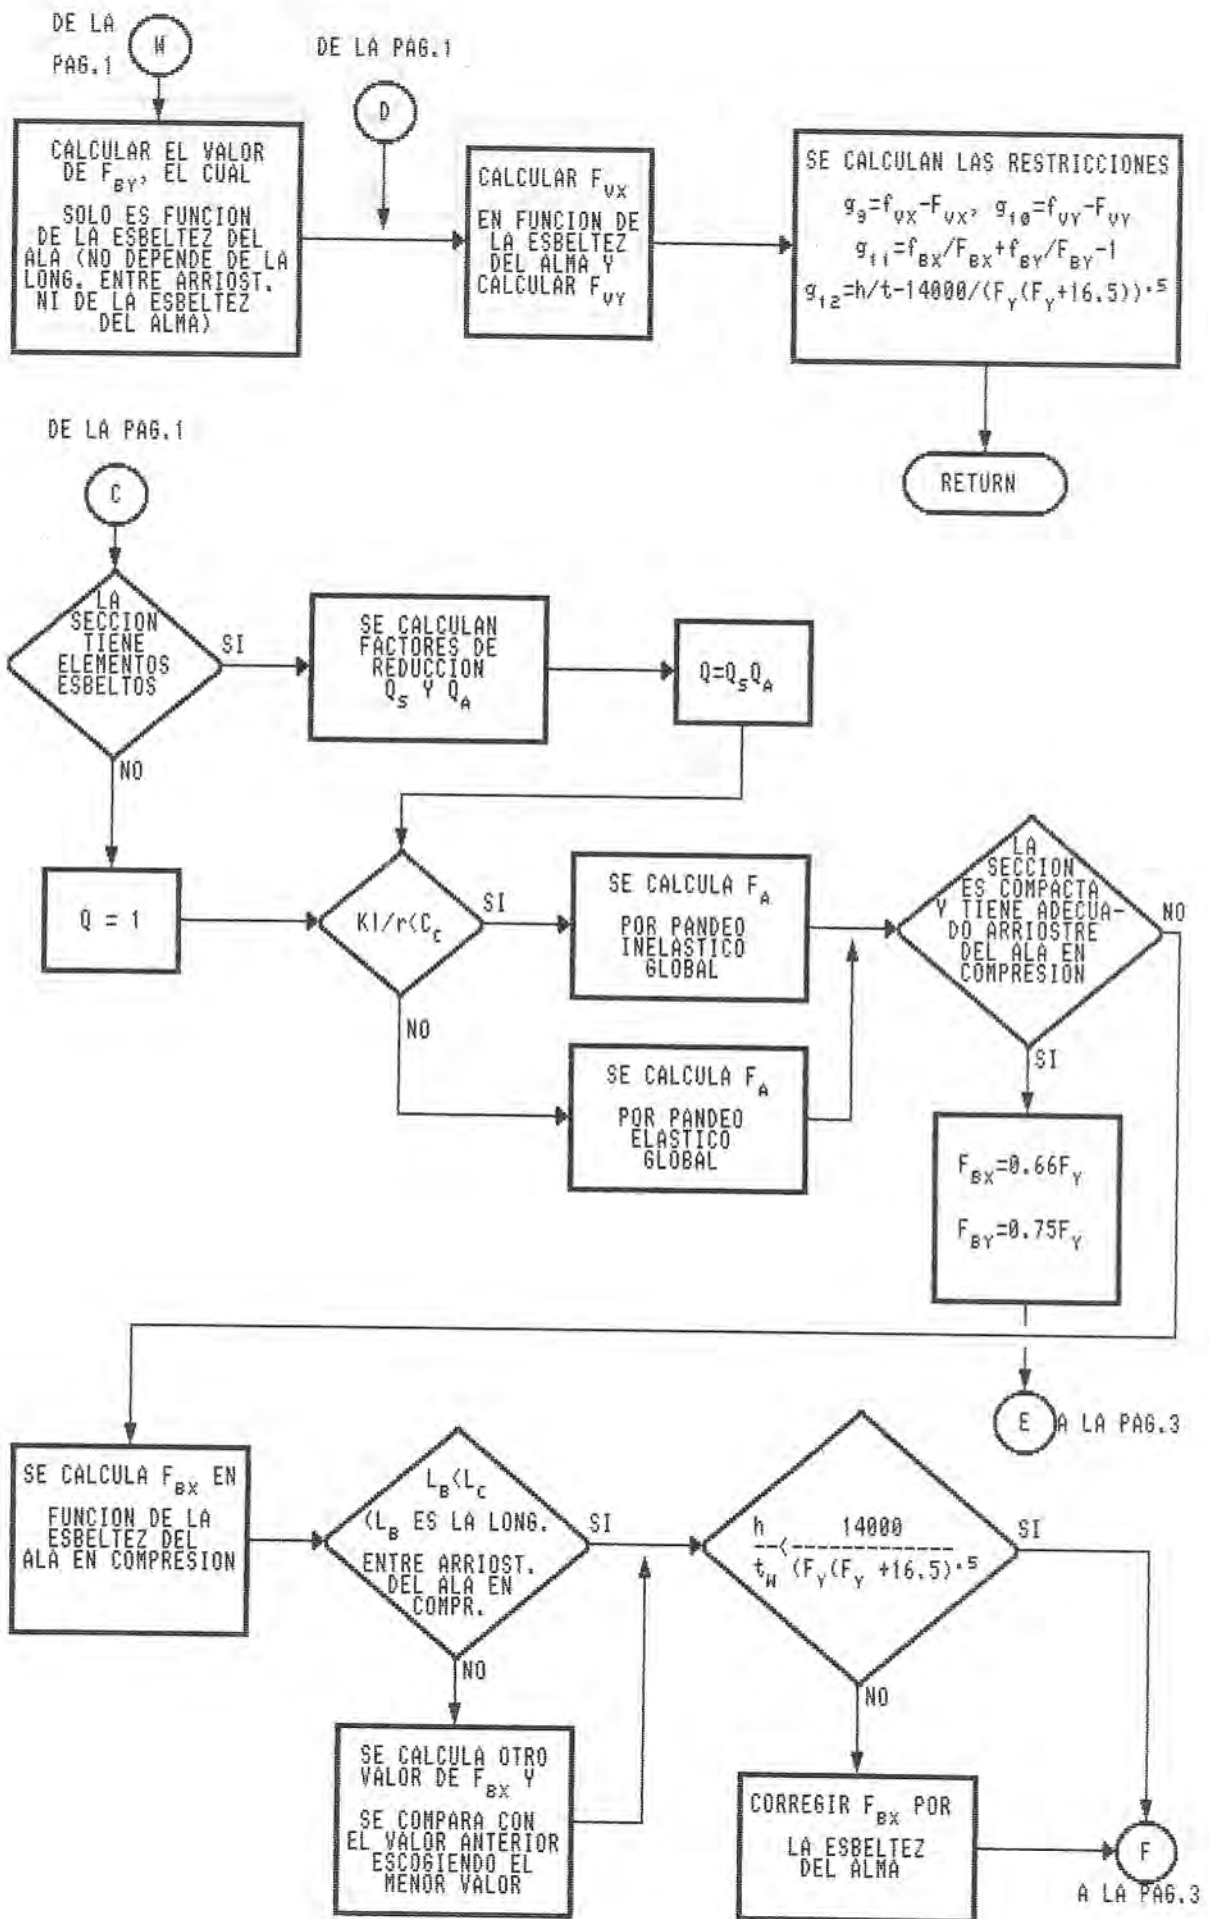 DE LA
PAG.1
W
DE LA PAG.1
D
CALCULAR EL VALOR
DE F_BY, EL CUAL
SOLO ES FUNCION
DE LA ESBELTEZ DEL
ALA (NO DEPENDE DE LA
LONG. ENTRE ARRIOST.
NI DE LA ESBELTEZ
DEL ALMA)
CALCULAR F_VX
EN FUNCION DE
LA ESBELTEZ
DEL ALMA Y
CALCULAR F_VY
SE CALCULAN LAS RESTRICCIONES
g_9=f_VX-F_VX, g_10=f_VY-F_VY
g_11=f_BX/F_BX+f_BY/F_BY-1
g_12=h/t-14000/(F_Y(F_Y+16.5))^.5
RETURN
DE LA PAG.1
C
LA
SECCION
TIENE
ELEMENTOS
ESBELTOS
SI
SE CALCULAN
FACTORES DE
REDUCCION
Q_S Y Q_A
Q=Q_SQ_A
NO
Q = 1
Kl/r<C_C
SI
SE CALCULA F_A
POR PANDEO
INELASTICO
GLOBAL
NO
SE CALCULA F_A
POR PANDEO
ELASTICO
GLOBAL
LA
SECCION
ES COMPACTA
Y TIENE ADECUA-
DO ARRIOSTRE
DEL ALA EN
COMPRESION
NO
SI
F_BX=0.66F_Y
F_BY=0.75F_Y
E
A LA PAG.3
SE CALCULA F_BX EN
FUNCION DE LA
ESBELTEZ DEL
ALA EN COMPRESION
L_B<L_C
(L_B ES LA LONG.
ENTRE ARRIOST.
DEL ALA EN
COMPR.
SI
NO
SE CALCULA OTRO
VALOR DE F_BX Y
SE COMPARA CON
EL VALOR ANTERIOR
ESCOGIENDO EL
MENOR VALOR
h 14000
--<-------------
t_W (F_Y(F_Y +16.5)^.5
SI
NO
CORREGIR F_BX POR
LA ESBELTEZ
DEL ALMA
F
A LA PAG.3